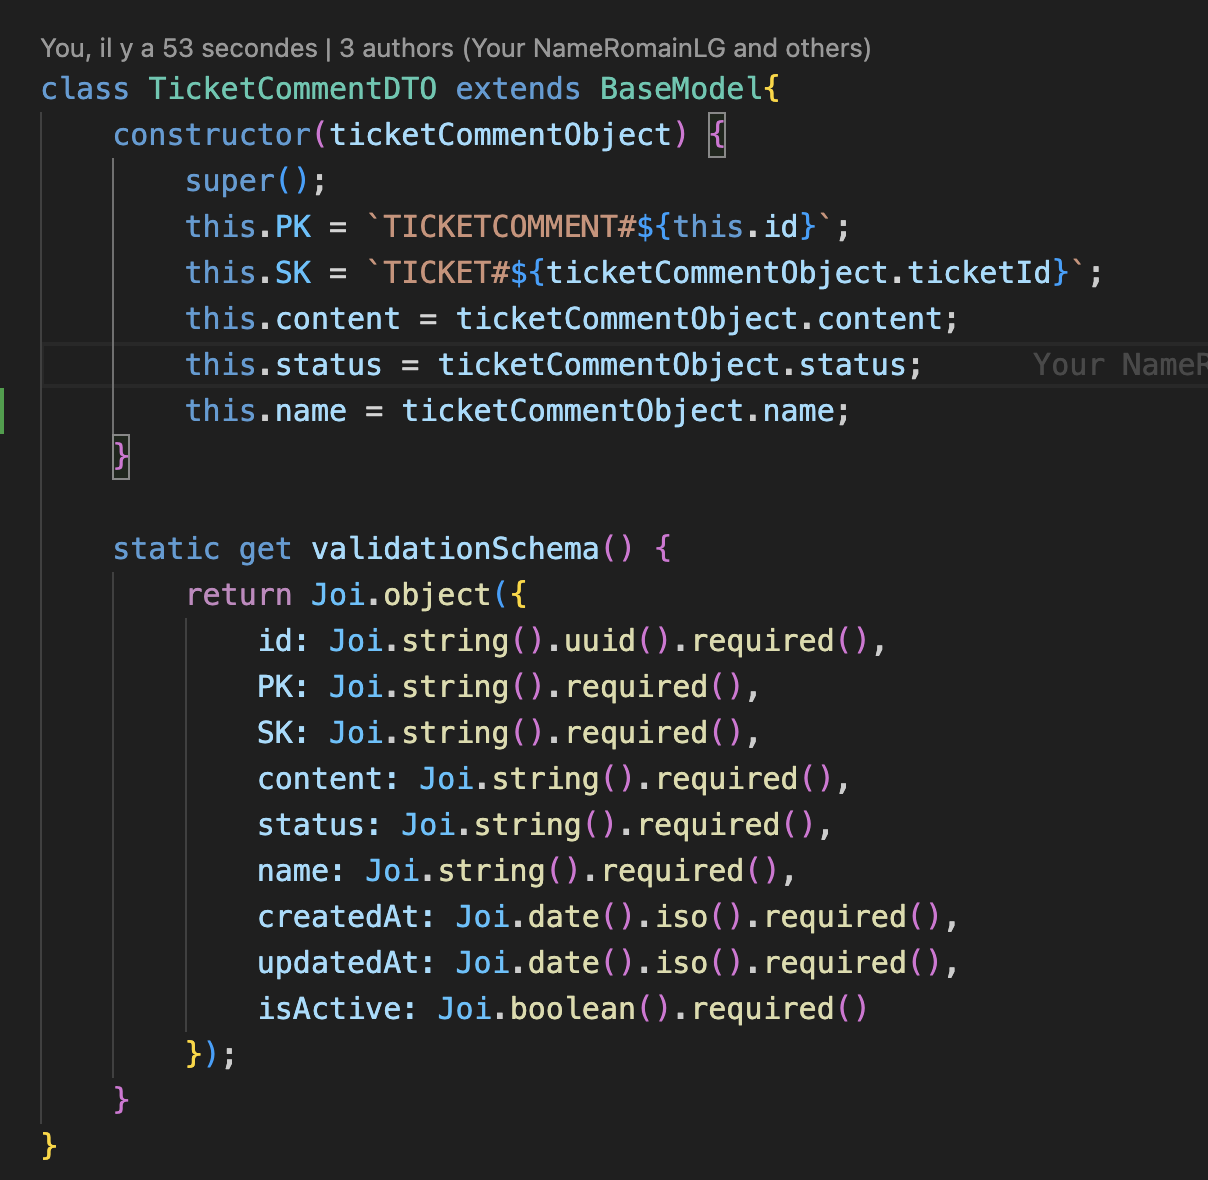 You, il y a 53 secondes | 3 authors (Your NameRomainLG and others)
class TicketCommentDTO extends BaseModel{
    constructor(ticketCommentObject) {
        super();
        this.PK = `TICKETCOMMENT#${this.id}`;
        this.SK = `TICKET#${ticketCommentObject.ticketId}`;
        this.content = ticketCommentObject.content;
        this.status = ticketCommentObject.status;      Your NameR
        this.name = ticketCommentObject.name;
    }

    static get validationSchema() {
        return Joi.object({
            id: Joi.string().uuid().required(),
            PK: Joi.string().required(),
            SK: Joi.string().required(),
            content: Joi.string().required(),
            status: Joi.string().required(),
            name: Joi.string().required(),
            createdAt: Joi.date().iso().required(),
            updatedAt: Joi.date().iso().required(),
            isActive: Joi.boolean().required()
        });
    }
}